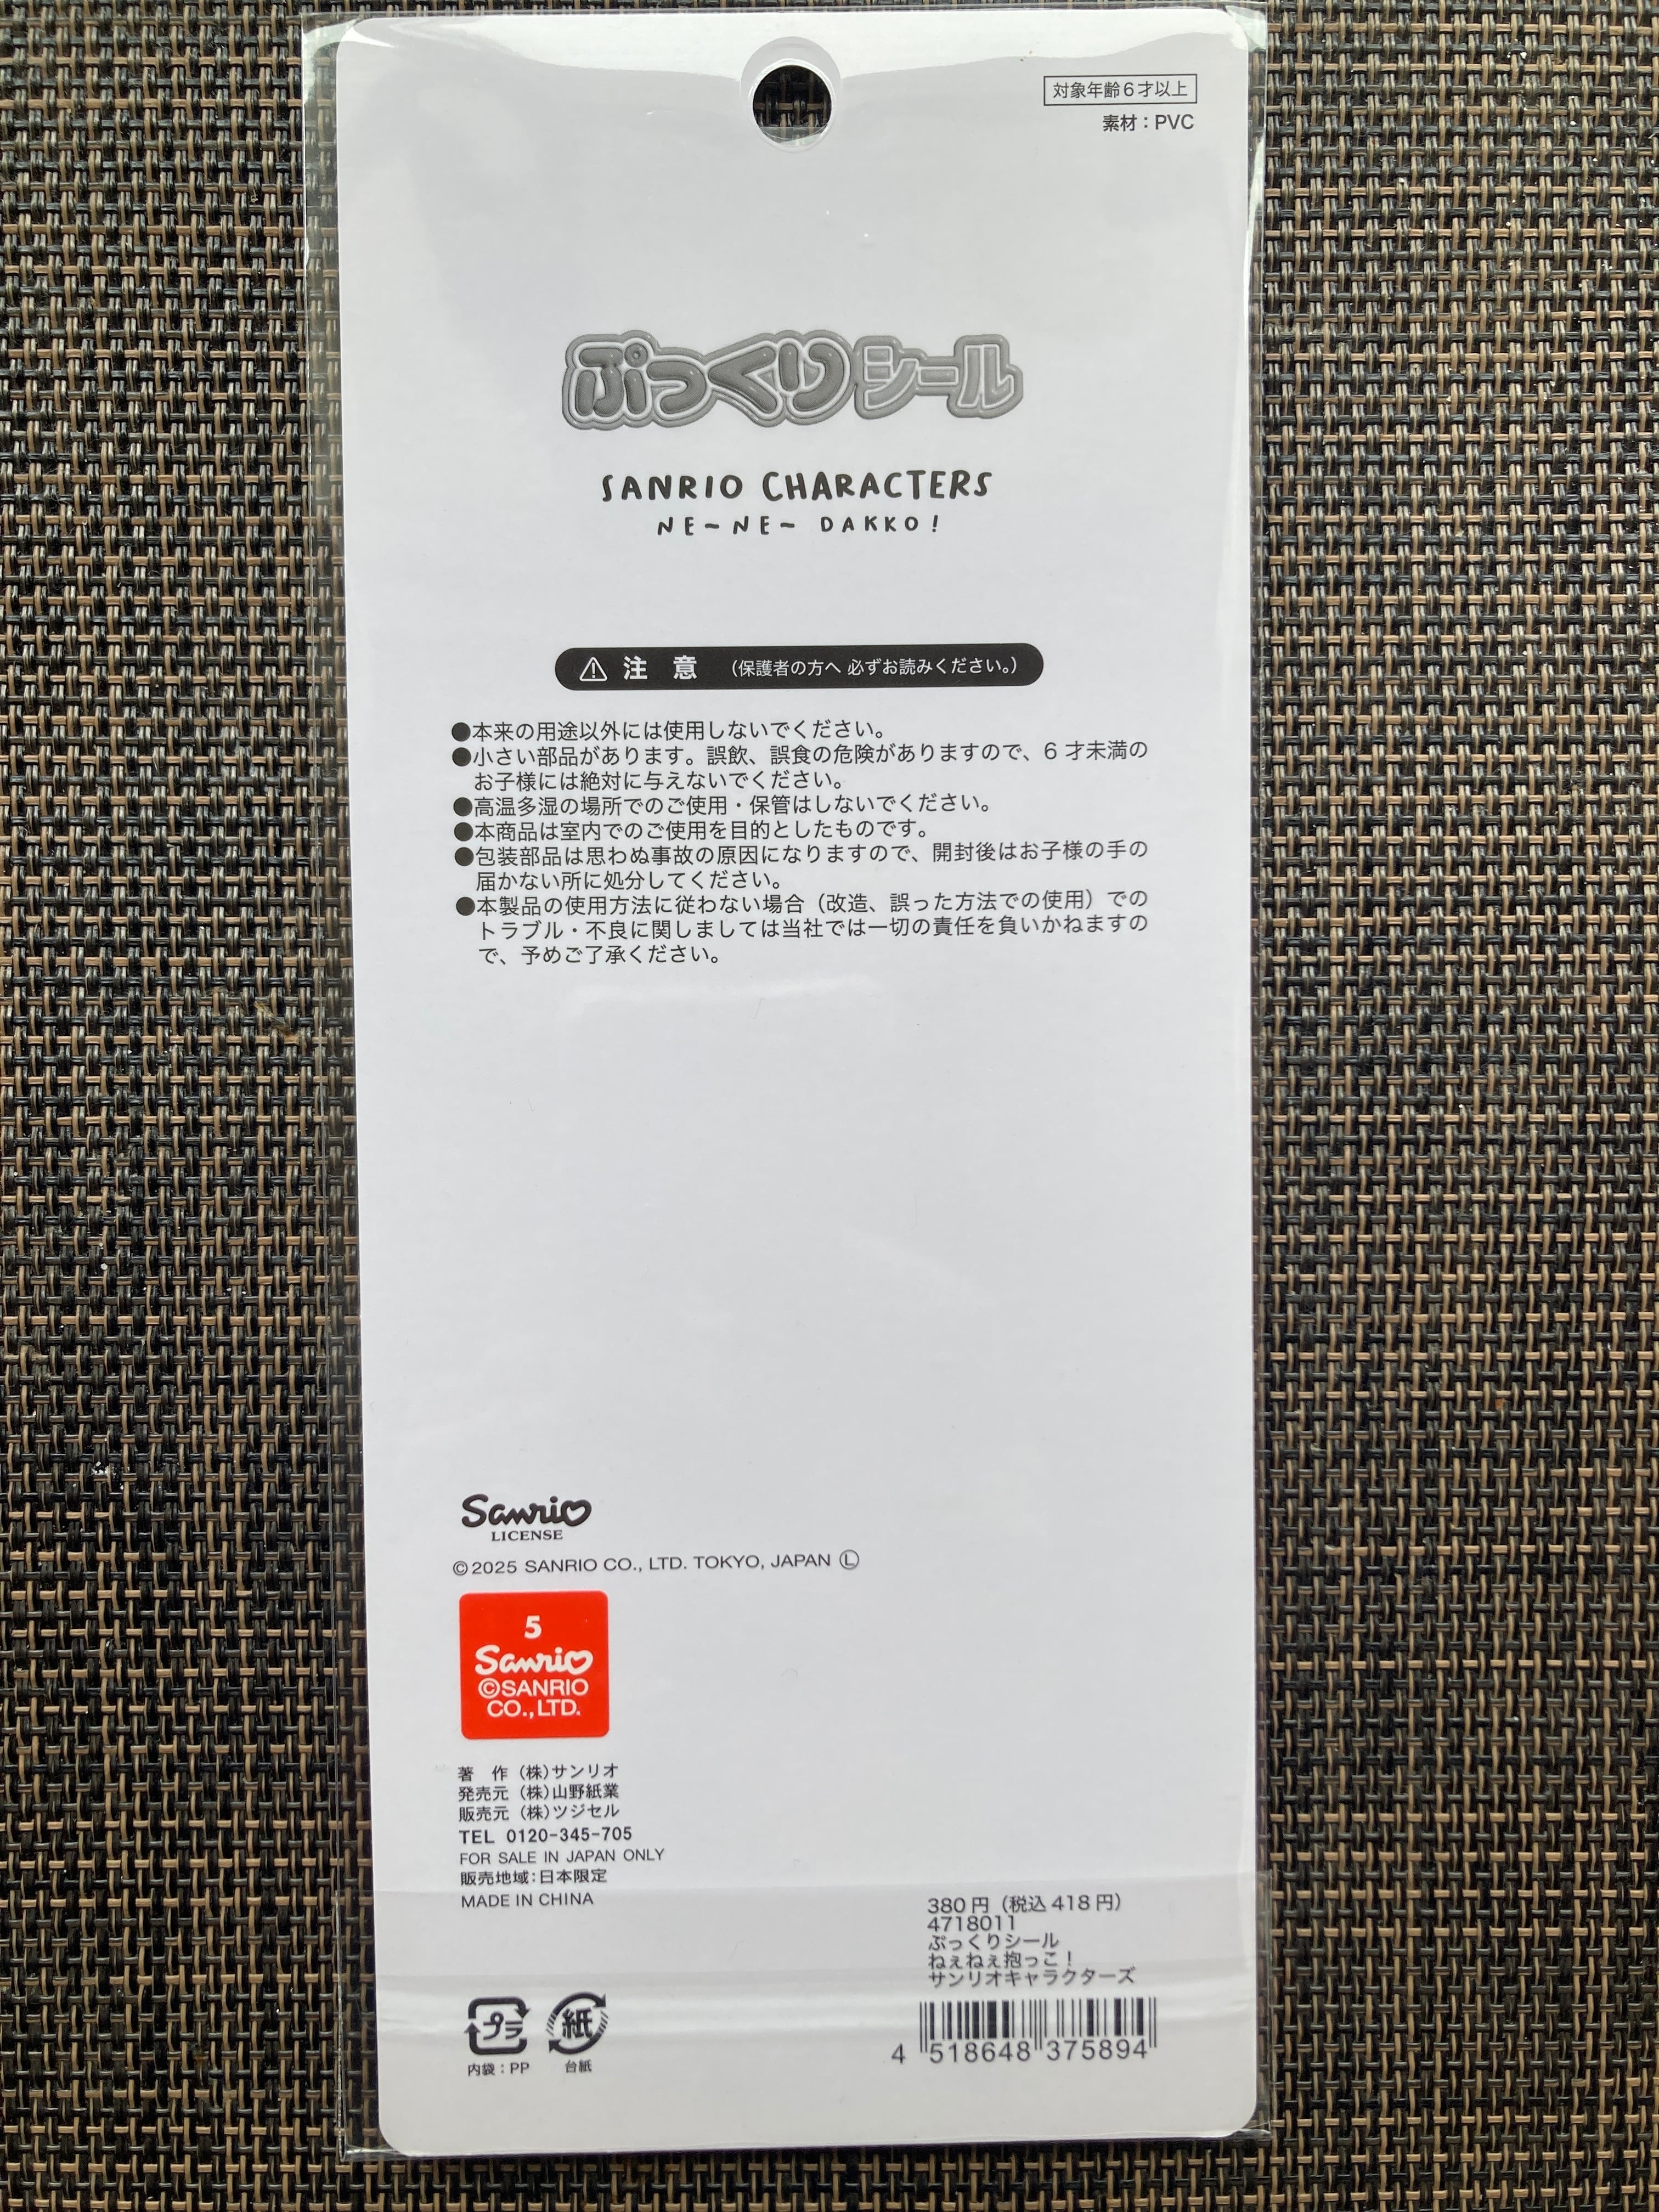 対象年齢6才以上
素材：PVC
ぷっくりシール
SANRIO CHARACTERS
NE~NE~ DAKKO!
⚠ 注 意 （保護者の方へ 必ずお読みください。）
●本来の用途以外には使用しないでください。
●小さい部品があります。誤飲、誤食の危険がありますので、6才未満の
お子様には絶対に与えないでください。
●高温多湿の場所でのご使用・保管はしないでください。
●本商品は室内でのご使用を目的としたものです。
●包装部品は思わぬ事故の原因になりますので、開封後はお子様の手の
届かない所に処分してください。
●本製品の使用方法に従わない場合（改造、誤った方法での使用）での
トラブル・不良に関しましては当社では一切の責任を負いかねますの
で、予めご了承ください。
Sanrio
LICENSE
©2025 SANRIO CO., LTD. TOKYO, JAPAN Ⓛ
5
Sanrio
©SANRIO
CO.,LTD.
著　作（株）サンリオ
発売元（株）山野紙業
販売元（株）ツジセル
TEL 0120-345-705
FOR SALE IN JAPAN ONLY
販売地域：日本限定
MADE IN CHINA
380円（税込418円）
4718011
ぷっくりシール
ねぇねぇ抱っこ！
サンリオキャラクターズ
4 518648 375894
プラ
内袋：PP
紙
台紙